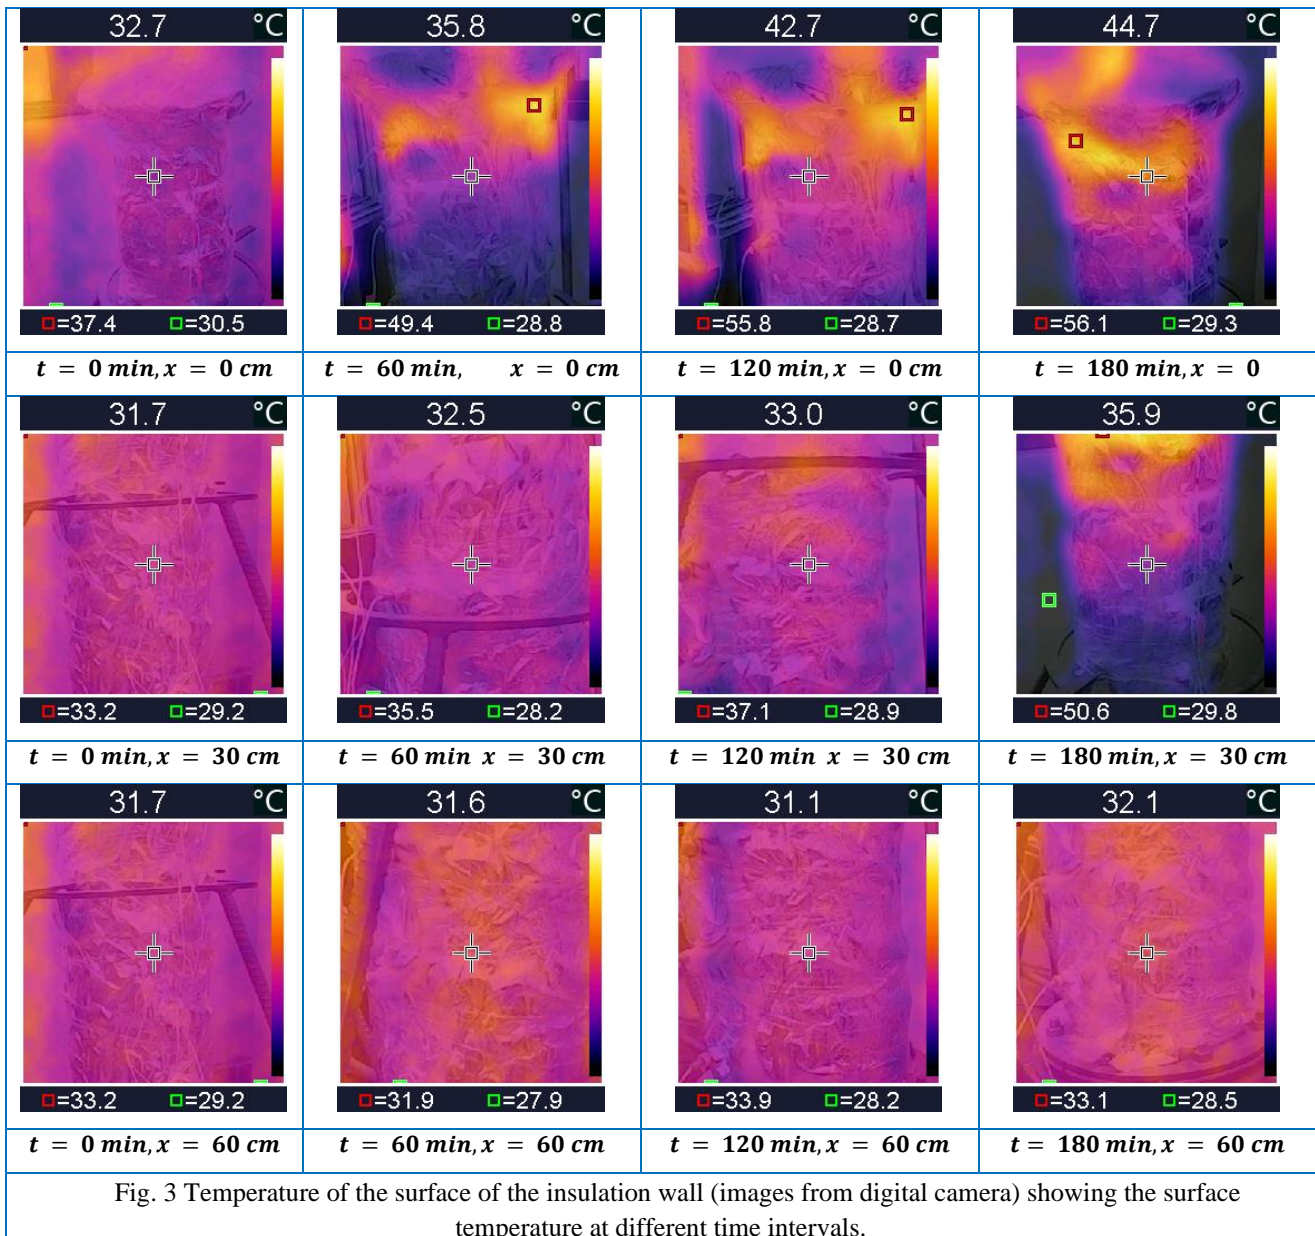 32.7 °C
35.8 °C
42.7 °C
44.7 °C
=37.4 =30.5
=49.4 =28.8
=55.8 =28.7
=56.1 =29.3
t = 0 min, x = 0 cm
t = 60 min, x = 0 cm
t = 120 min, x = 0 cm
t = 180 min, x = 0
31.7 °C
32.5 °C
33.0 °C
35.9 °C
=33.2 =29.2
=35.5 =28.2
=37.1 =28.9
=50.6 =29.8
t = 0 min, x = 30 cm
t = 60 min x = 30 cm
t = 120 min x = 30 cm
t = 180 min, x = 30 cm
31.7 °C
31.6 °C
31.1 °C
32.1 °C
=33.2 =29.2
=31.9 =27.9
=33.9 =28.2
=33.1 =28.5
t = 0 min, x = 60 cm
t = 60 min, x = 60 cm
t = 120 min, x = 60 cm
t = 180 min, x = 60 cm
Fig. 3 Temperature of the surface of the insulation wall (images from digital camera) showing the surface
temperature at different time intervals.